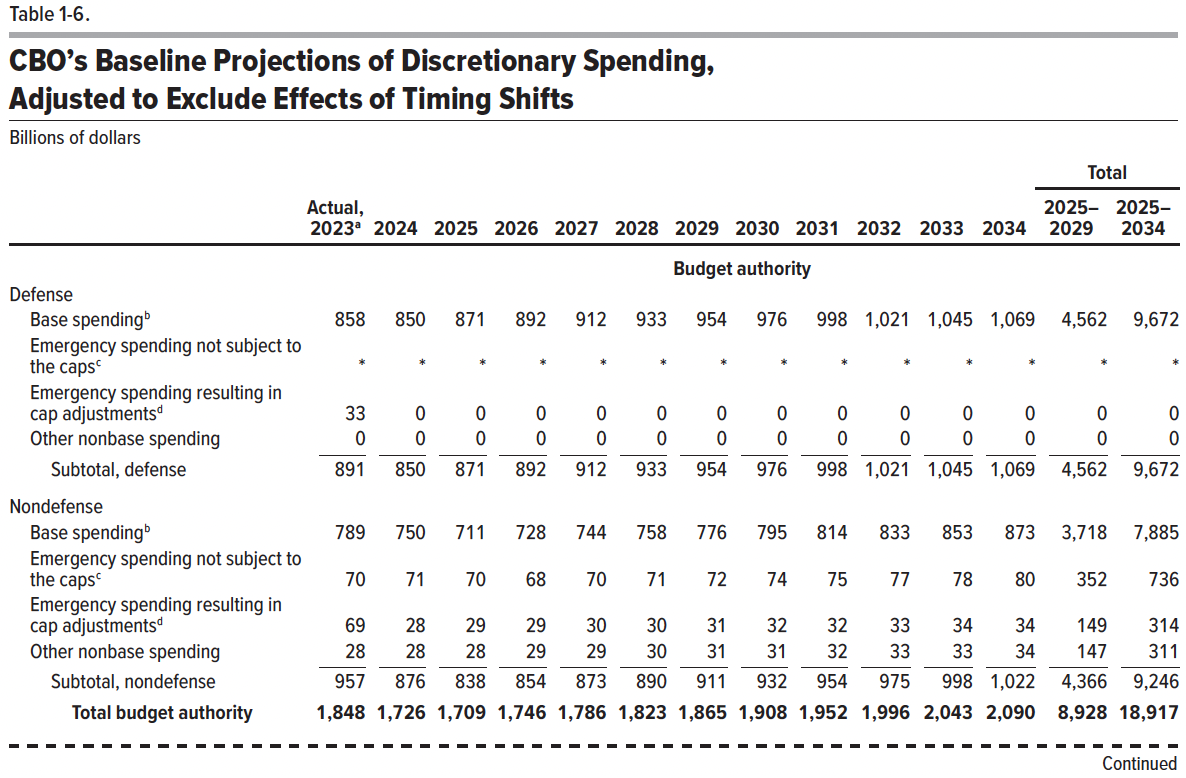 Table 1-6.
CBO’s Baseline Projections of Discretionary Spending,
Adjusted to Exclude Effects of Timing Shifts
Billions of dollars
Total
Actual, 2023a 2024 2025 2026 2027 2028 2029 2030 2031 2032 2033 2034 2025–2029 2025–2034
Budget authority
Defense
Base spendingb 858 850 871 892 912 933 954 976 998 1,021 1,045 1,069 4,562 9,672
Emergency spending not subject to
the capsc * * * * * * * * * * * * * *
Emergency spending resulting in
cap adjustmentsd 33 0 0 0 0 0 0 0 0 0 0 0 0 0
Other nonbase spending 0 0 0 0 0 0 0 0 0 0 0 0 0 0
Subtotal, defense 891 850 871 892 912 933 954 976 998 1,021 1,045 1,069 4,562 9,672
Nondefense
Base spendingb 789 750 711 728 744 758 776 795 814 833 853 873 3,718 7,885
Emergency spending not subject to
the capsc 70 71 70 68 70 71 72 74 75 77 78 80 352 736
Emergency spending resulting in
cap adjustmentsd 69 28 29 29 30 30 31 32 32 33 34 34 149 314
Other nonbase spending 28 28 28 29 29 30 31 31 32 33 33 34 147 311
Subtotal, nondefense 957 876 838 854 873 890 911 932 954 975 998 1,022 4,366 9,246
Total budget authority 1,848 1,726 1,709 1,746 1,786 1,823 1,865 1,908 1,952 1,996 2,043 2,090 8,928 18,917
Continued